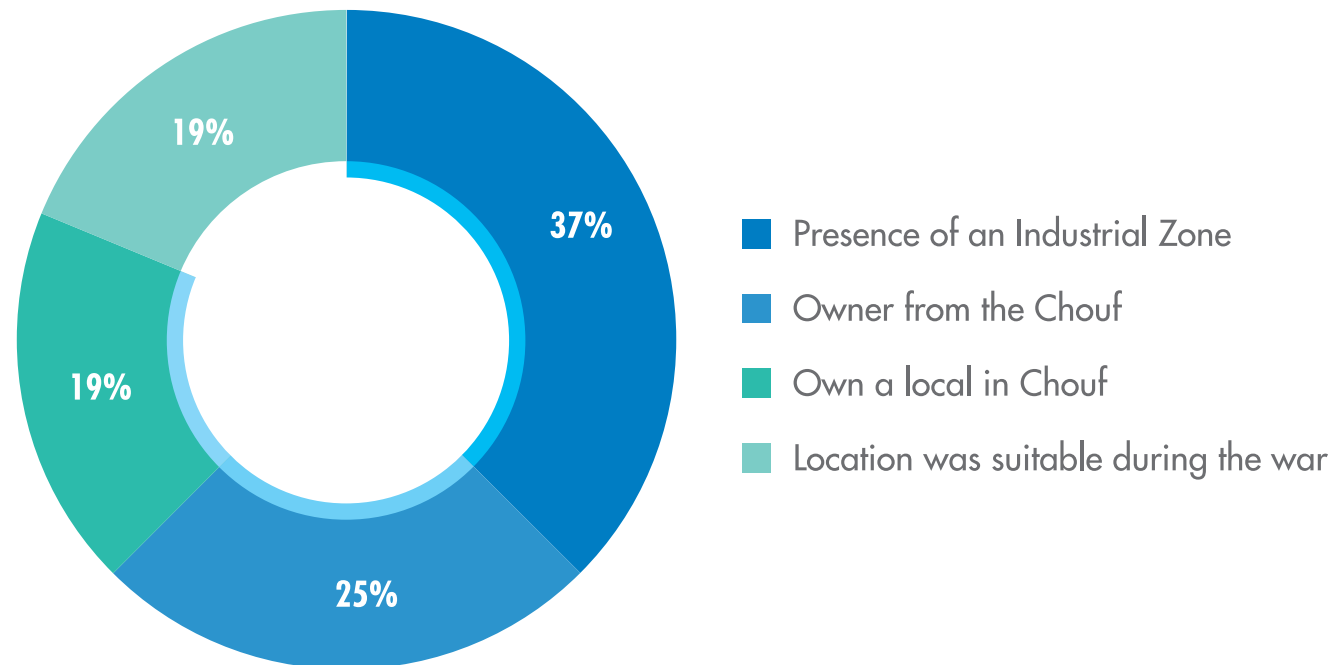 19%
37%
19%
25%
Presence of an Industrial Zone
Owner from the Chouf
Own a local in Chouf
Location was suitable during the war